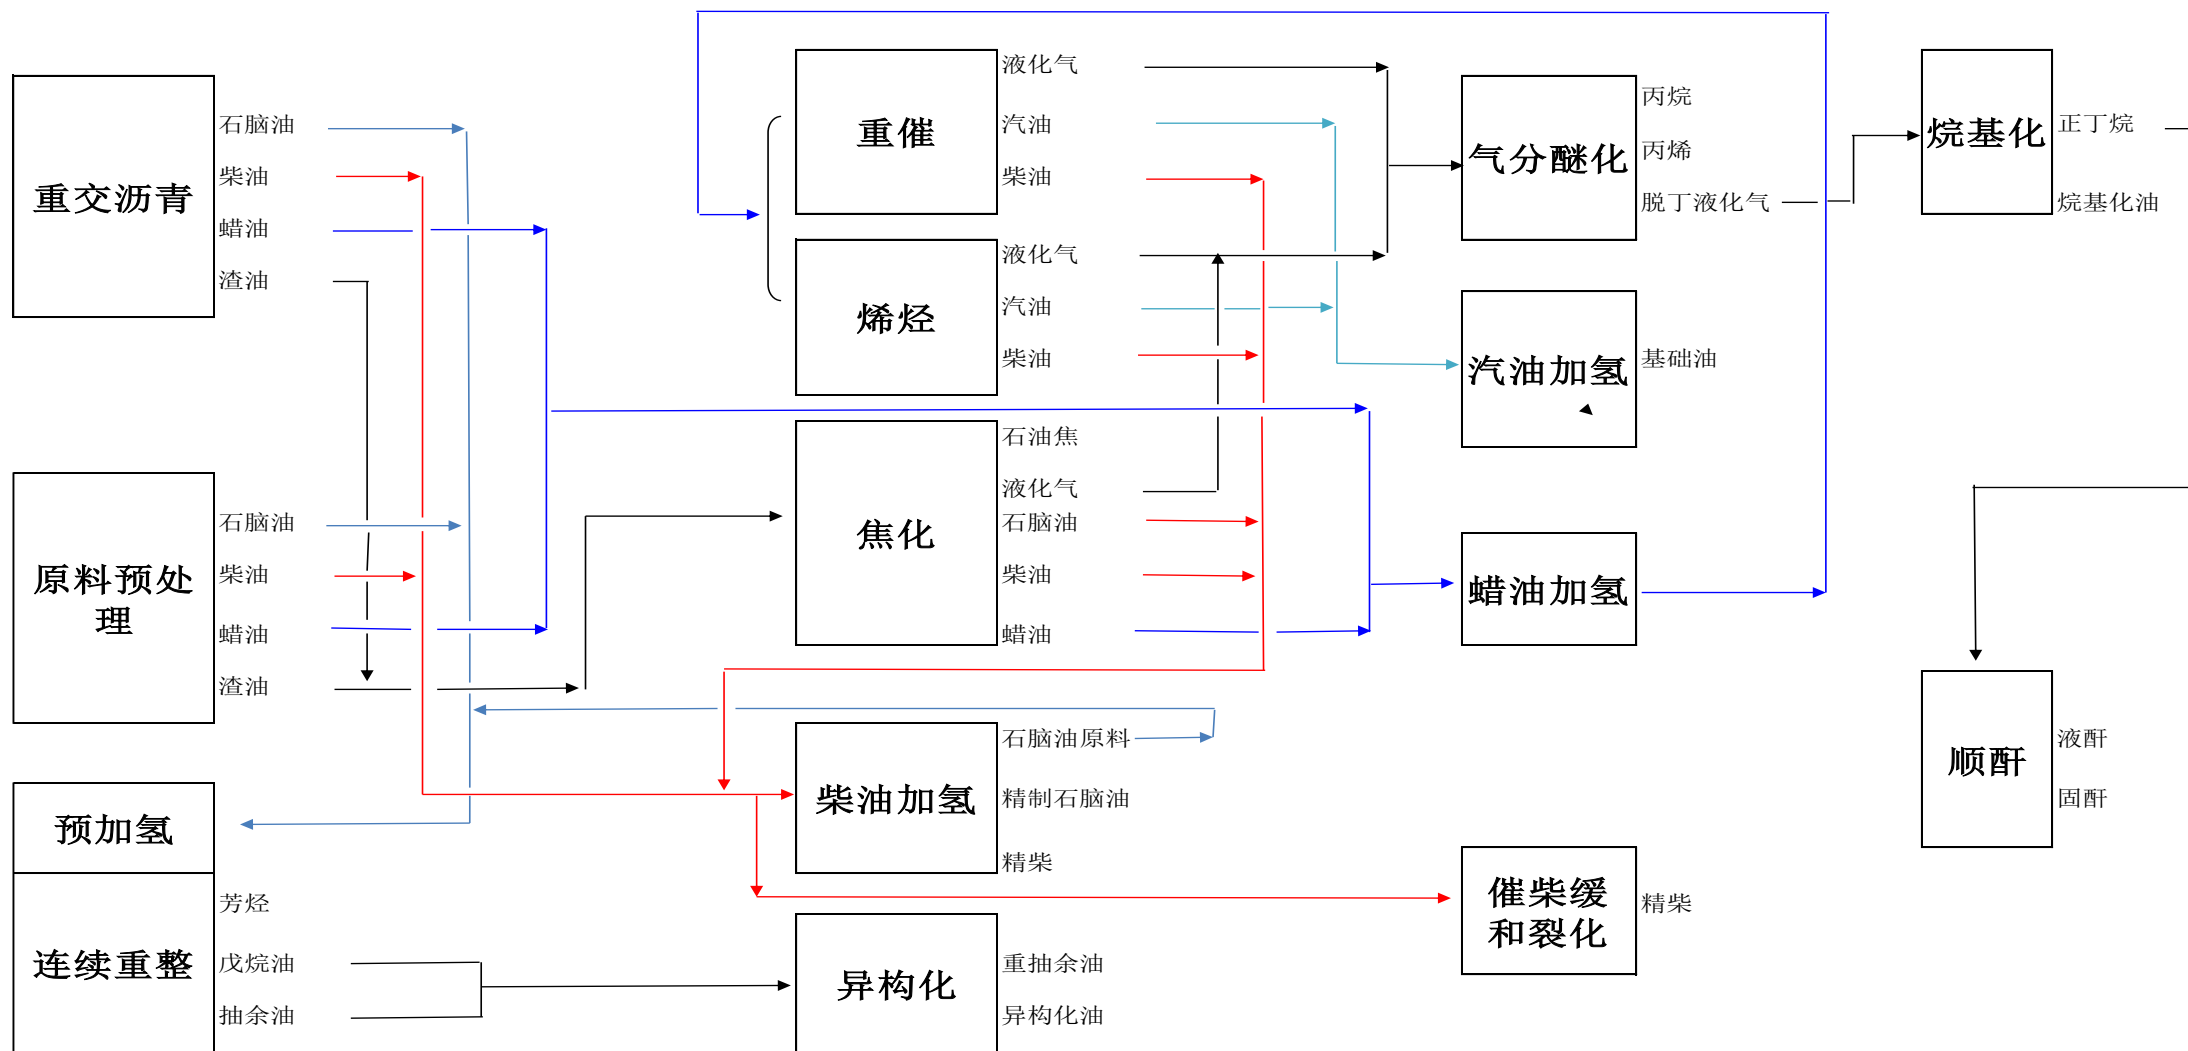 重交沥青
石脑油
柴油
蜡油
渣油
原料预处
理
石脑油
柴油
蜡油
渣油
预加氢
连续重整
芳烃
戊烷油
抽余油
重催
液化气
汽油
柴油
烯烃
液化气
汽油
柴油
焦化
石油焦
液化气
石脑油
柴油
蜡油
柴油加氢
石脑油原料
精制石脑油
精柴
异构化
重抽余油
异构化油
气分醚化
丙烷
丙烯
脱丁液化气
汽油加氢
基础油
蜡油加氢
催柴缓
和裂化
精柴
烷基化
正丁烷
烷基化油
顺酐
液酐
固酐